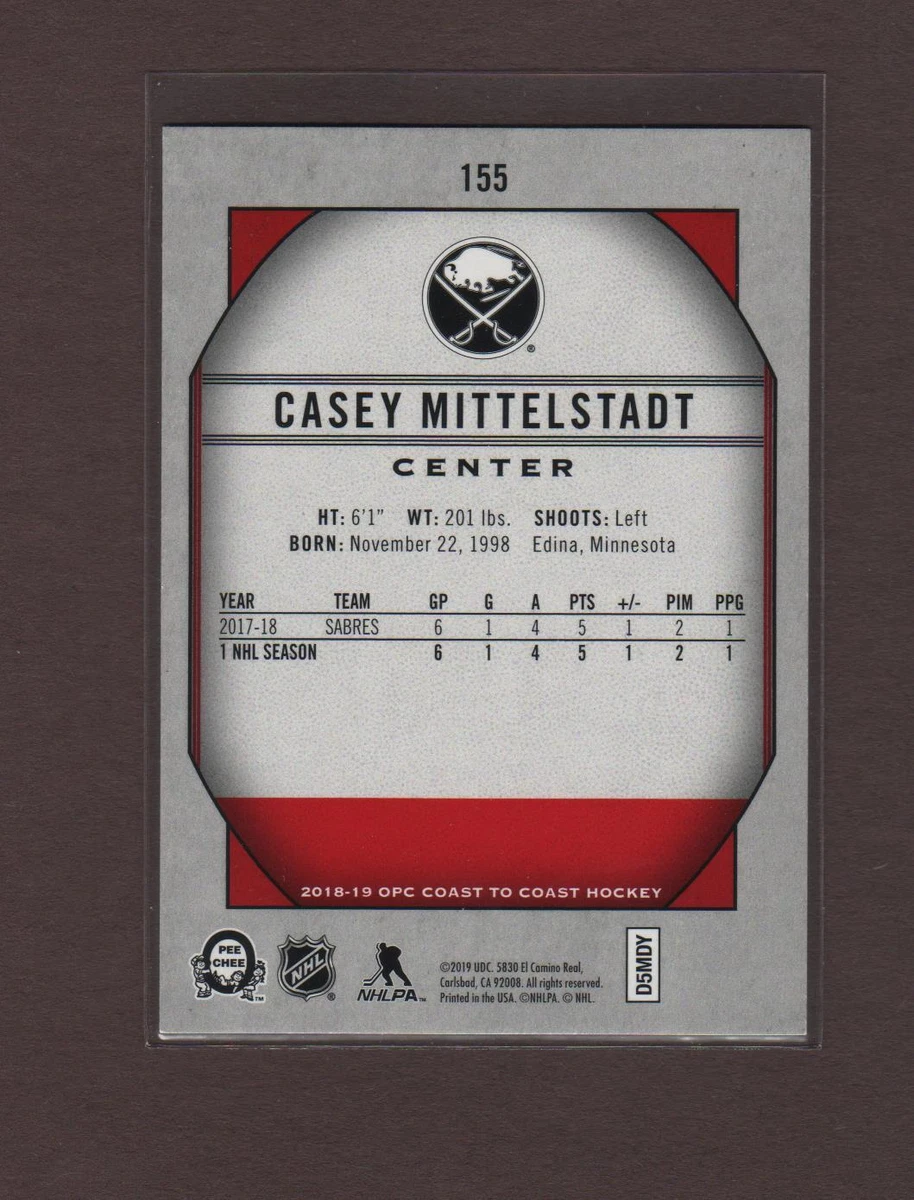 155
®
CASEY MITTELSTADT
CENTER
HT: 6'1" WT: 201 lbs. SHOOTS: Left
BORN: November 22, 1998 Edina, Minnesota
YEAR TEAM GP G A PTS +/- PIM PPG
2017-18 SABRES 6 1 4 5 1 2 1
1 NHL SEASON 6 1 4 5 1 2 1
2018-19 OPC COAST TO COAST HOCKEY
PEE
CHEE
™
NHL
®
NHLPA™
©2019 UDC. 5830 El Camino Real,
Carlsbad, CA 92008. All rights reserved.
Printed in the USA. ©NHLPA. © NHL.
D5MDY